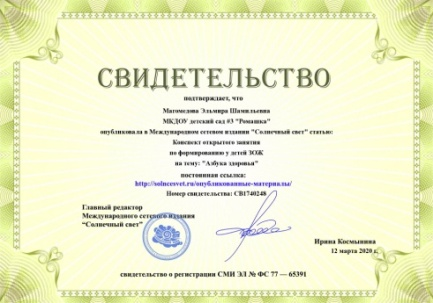 СВИДЕТЕЛЬСТВО
подтверждает, что
Магомедова Эльмира Шамильевна
МКДОУ детский сад #3 "Ромашка"
опубликовала в Международном сетевом издании "Солнечный свет" статью:
Конспект открытого занятия
по формированию у детей ЗОЖ
на тему: "Азбука здоровья"
постоянная ссылка:
http://solncesvet.ru/опубликованные-материалы/
Номер свидетельства: СВ1740248
Главный редактор
Международного сетевого издания
"Солнечный свет"
Ирина Космынина
12 марта 2020 г.
свидетельство о регистрации СМИ ЭЛ № ФС 77 — 65391